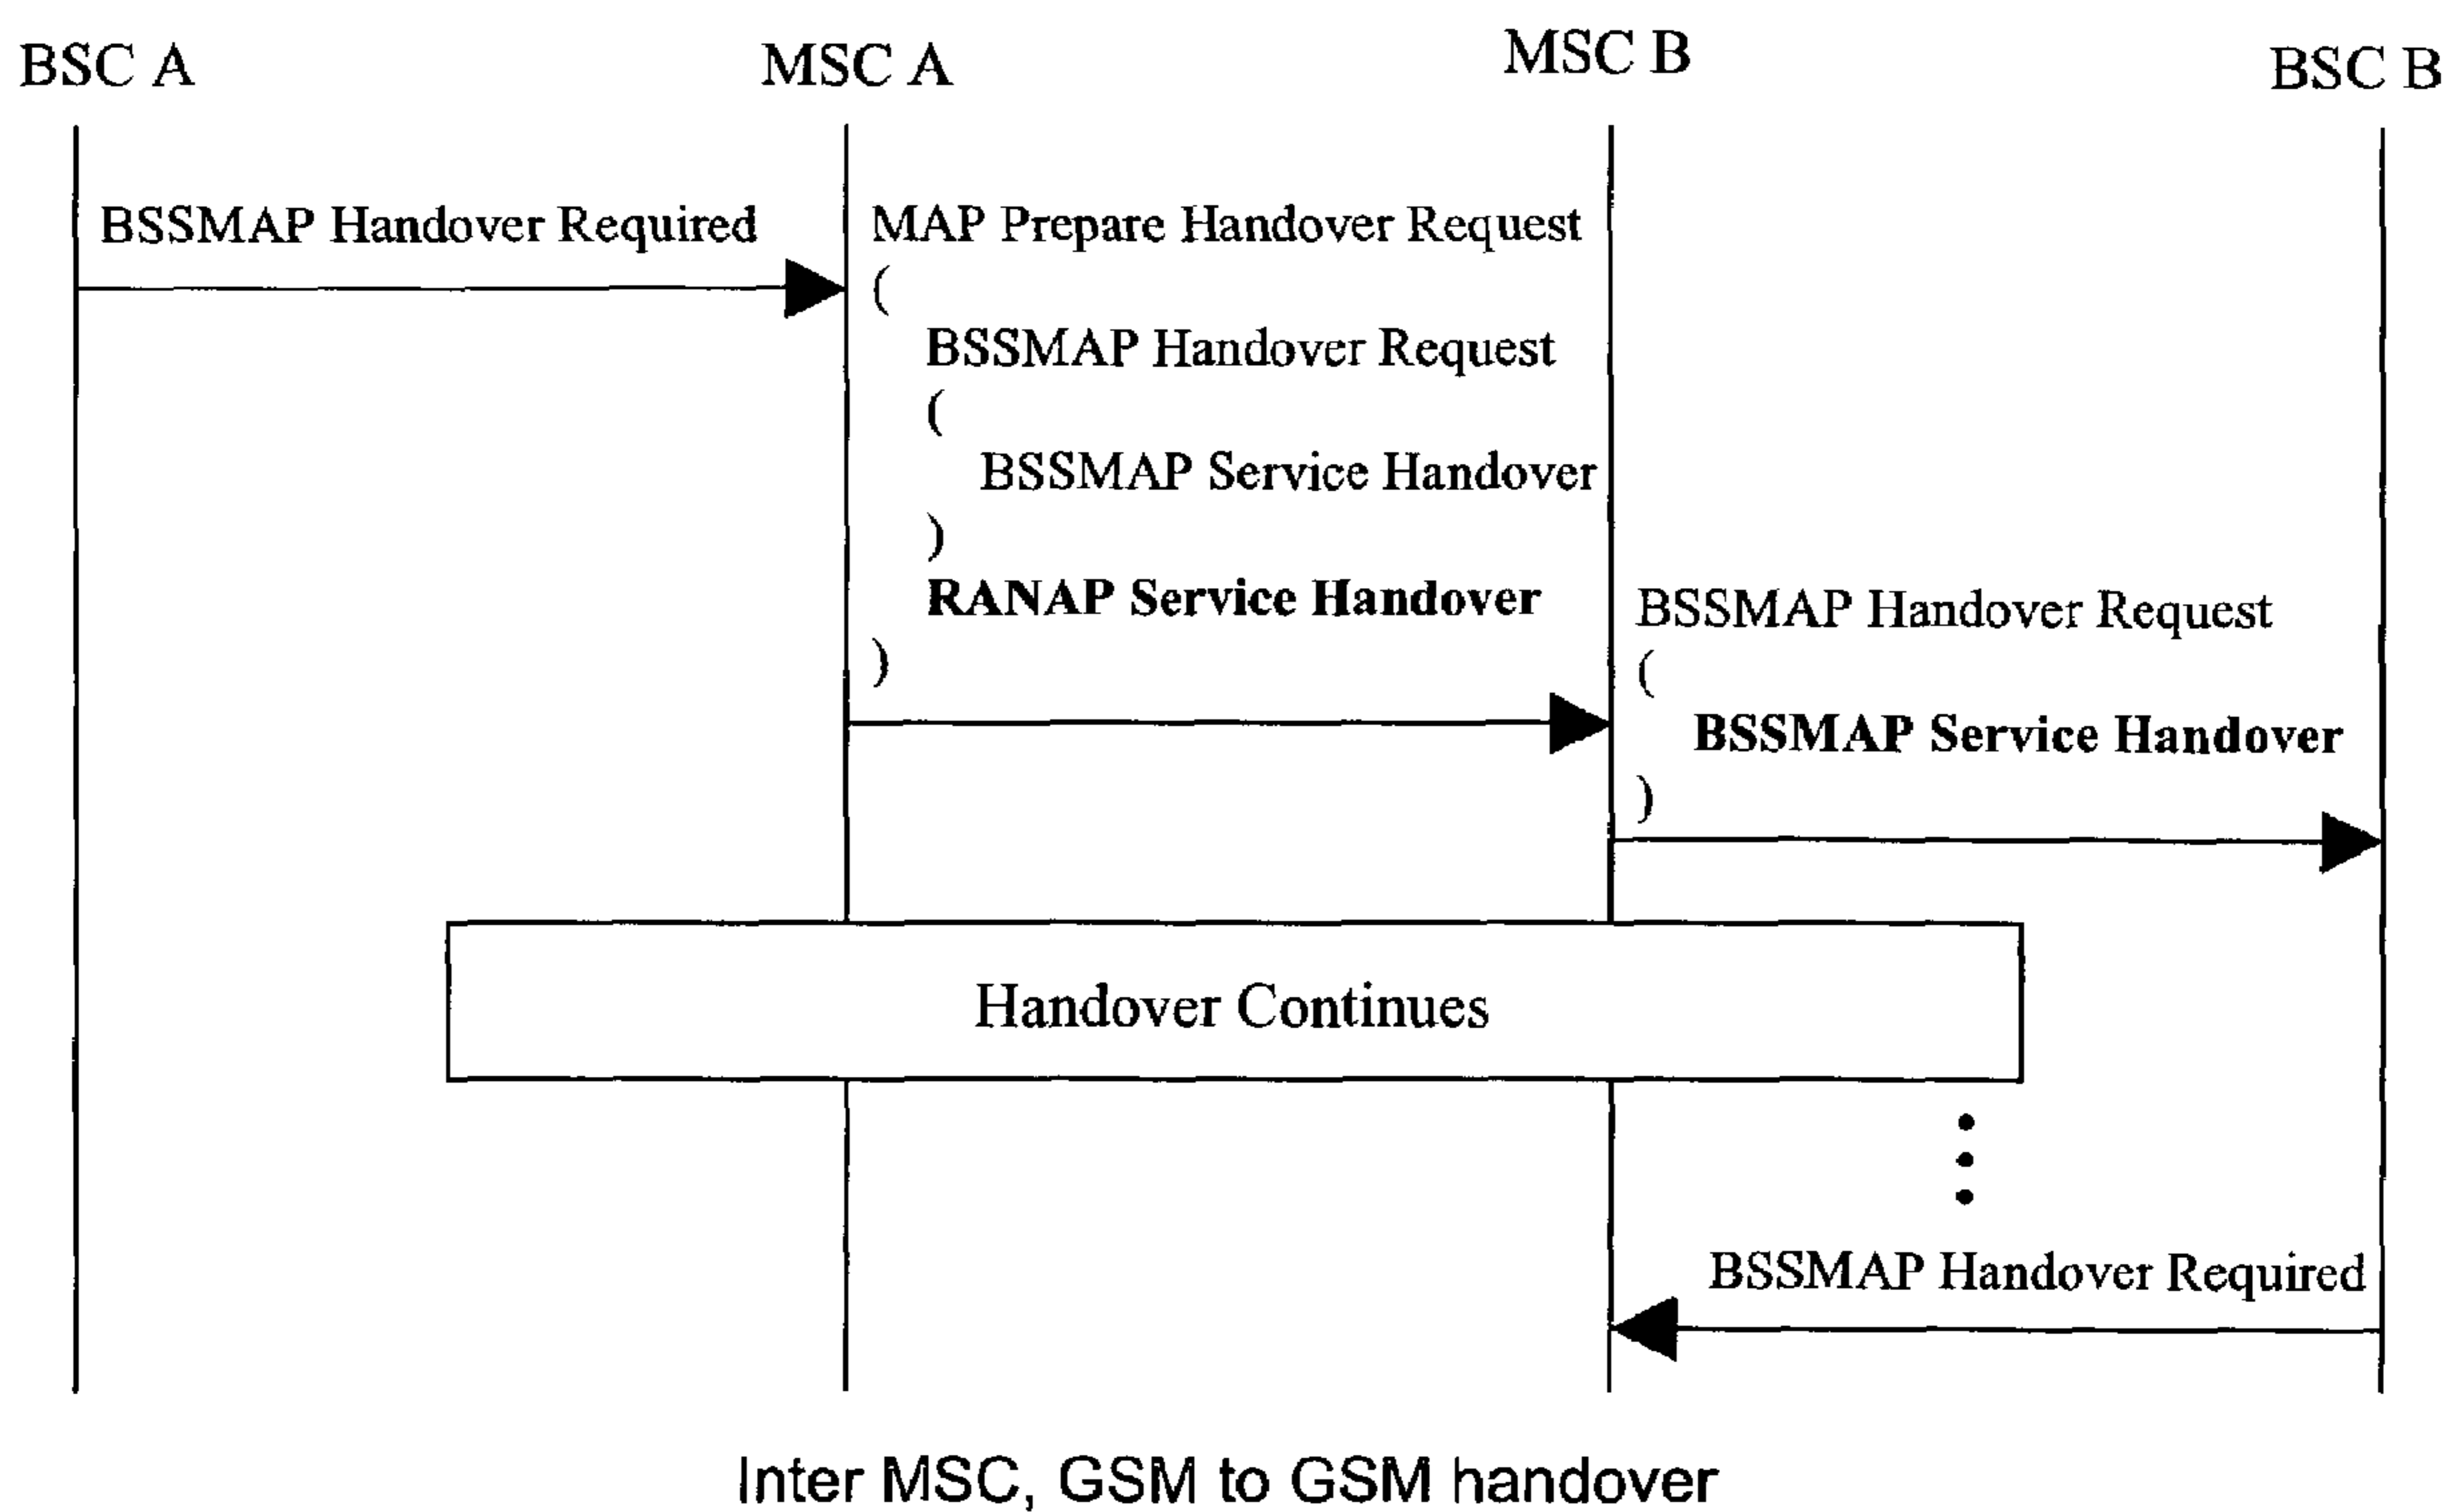 BSC A
MSC A
MSC B
BSC B
BSSMAP Handover Required
MAP Prepare Handover Request
(
BSSMAP Handover Request
(
BSSMAP Service Handover
)
RANAP Service Handover
)
BSSMAP Handover Request
(
BSSMAP Service Handover
)
Handover Continues
BSSMAP Handover Required
Inter MSC, GSM to GSM handover